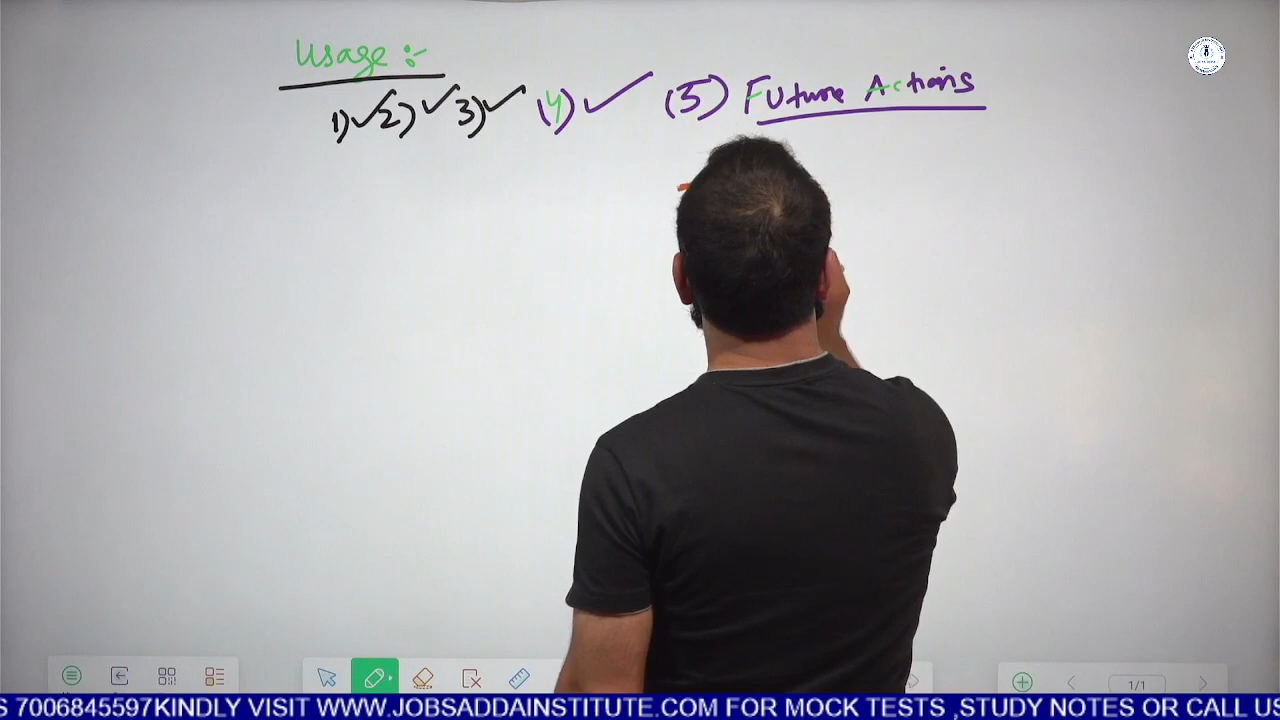 Usage :-
1)✓ 2)✓ 3)✓ (4)✓ (5) Future Actions
1/1
S 7006845597KINDLY VISIT WWW.JOBSADDAINSTITUTE.COM FOR MOCK TESTS ,STUDY NOTES OR CALL US